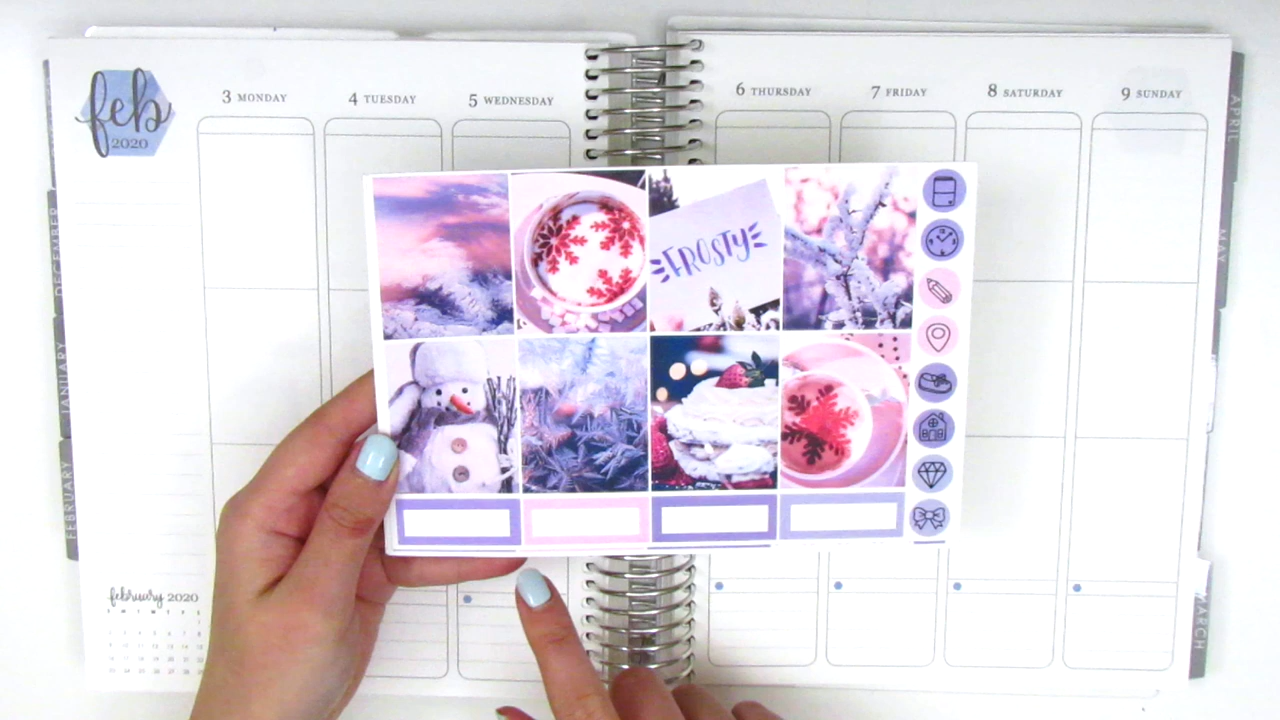 feb
2020
3 MONDAY
4 TUESDAY
5 WEDNESDAY
6 THURSDAY
7 FRIDAY
8 SATURDAY
9 SUNDAY
FROSTY
DECEMBER
JANUARY
FEBRUARY
APRIL
MAY
MARCH
february 2020